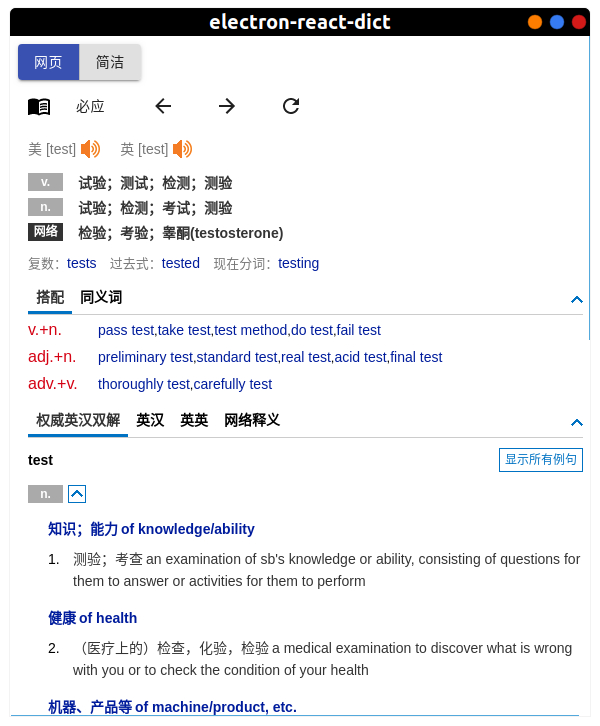 electron-react-dict
网页 简洁
必应
美 [test] 英 [test]
v. 试验；测试；检测；测验
n. 试验；检测；考试；测验
网络 检验；考验；睾酮(testosterone)
复数：tests 过去式：tested 现在分词：testing
搭配 同义词
v.+n. pass test,take test,test method,do test,fail test
adj.+n. preliminary test,standard test,real test,acid test,final test
adv.+v. thoroughly test,carefully test
权威英汉双解 英汉 英英 网络释义
test 显示所有例句
n.
知识；能力 of knowledge/ability
1. 测验；考查 an examination of sb's knowledge or ability, consisting of questions for
them to answer or activities for them to perform
健康 of health
2. （医疗上的）检查，化验，检验 a medical examination to discover what is wrong
with you or to check the condition of your health
机器、产品等 of machine/product, etc.